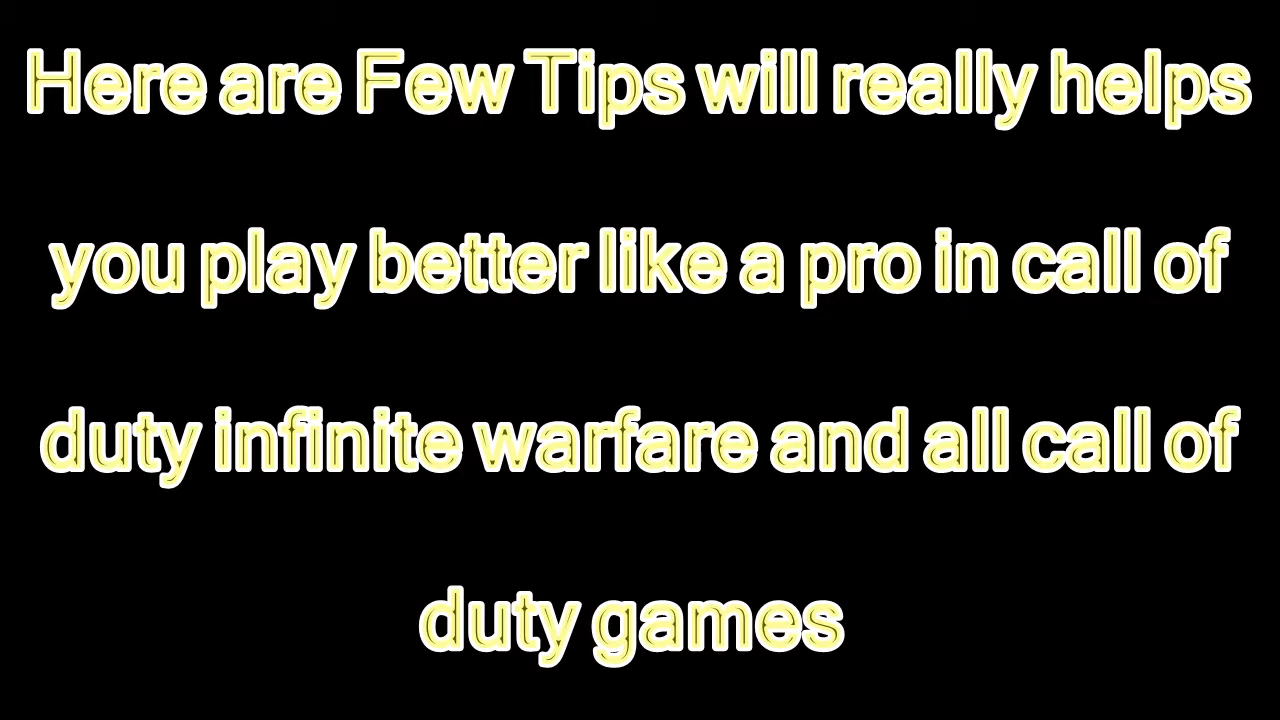 Here are Few Tips will really helps
you play better like a pro in call of
duty infinite warfare and all call of
duty games